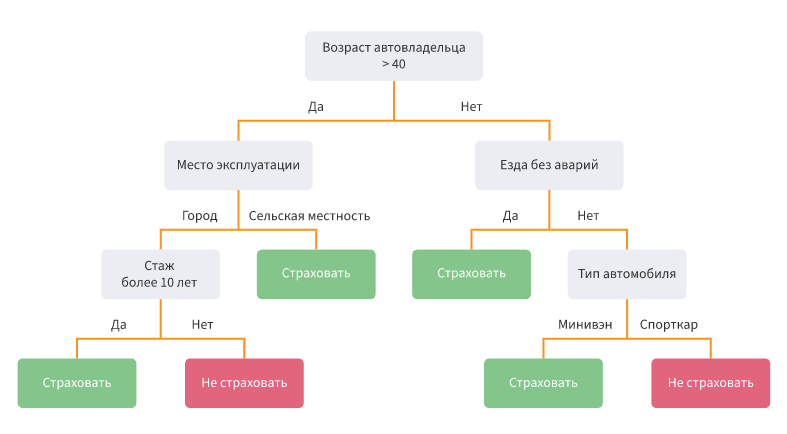 Возраст автовладельца
> 40
Да
Нет
Место эксплуатации
Езда без аварий
Город
Сельская местность
Да
Нет
Стаж
более 10 лет
Страховать
Страховать
Тип автомобиля
Да
Нет
Минивэн
Спорткар
Страховать
Не страховать
Страховать
Не страховать